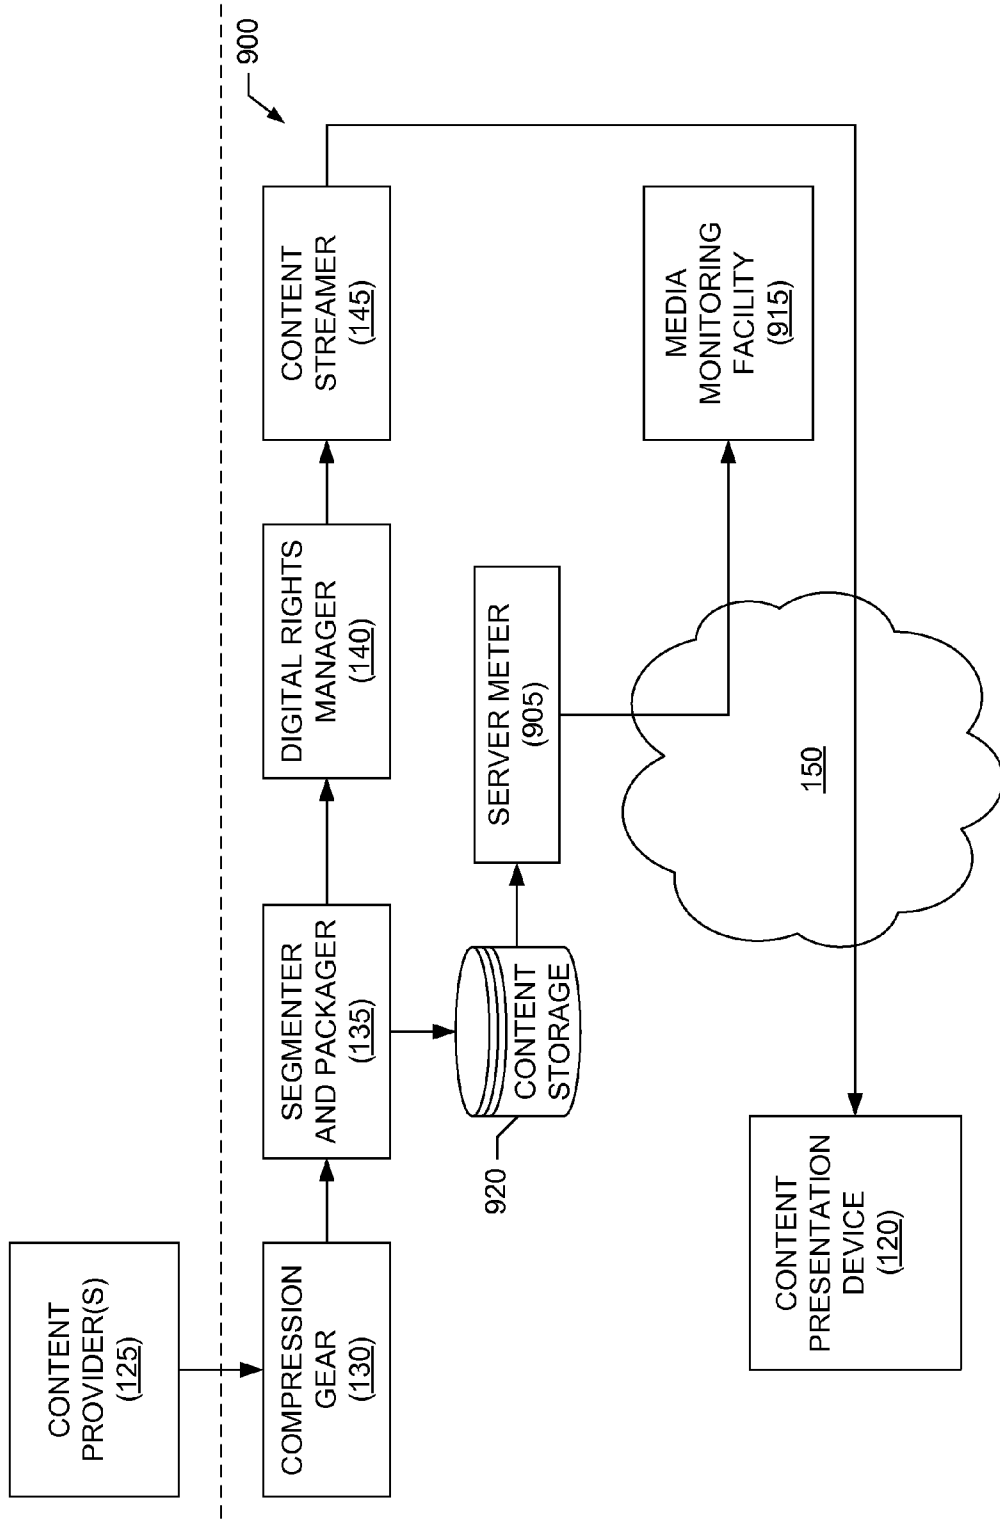 CONTENT
PROVIDER(S)
(125)
900
COMPRESSION
GEAR
(130)
SEGMENTER
AND PACKAGER
(135)
DIGITAL RIGHTS
MANAGER
(140)
CONTENT
STREAMER
(145)
920
CONTENT
STORAGE
SERVER METER
(905)
MEDIA
MONITORING
FACILITY
(915)
150
CONTENT
PRESENTATION
DEVICE
(120)